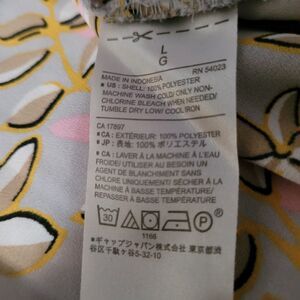 L
G
MADE IN INDONESIA
RN 54023
* US : SHELL: 100% POLYESTER
MACHINE WASH COLD/ ONLY NON-
CHLORINE BLEACH WHEN NEEDED/
TUMBLE DRY LOW/ COOL IRON
CA 17897
* CA : EXTÉRIEUR: 100% POLYESTER
* JP : 表地: 100% ポリエステル
* CA : LAVER À LA MACHINE À L'EAU
FROIDE/ UTILISER AU BESOIN UN
AGENT DE BLANCHIMENT SANS
CHLORE UNIQUEMENT/ SÉCHER À LA
MACHINE À BASSE TEMPÉRATURE/
REPASSER À BASSE TEMPÉRATURE
30
P
1166
*ギャップジャパン株式会社 東京都渋
谷区千駄ヶ谷5-32-10